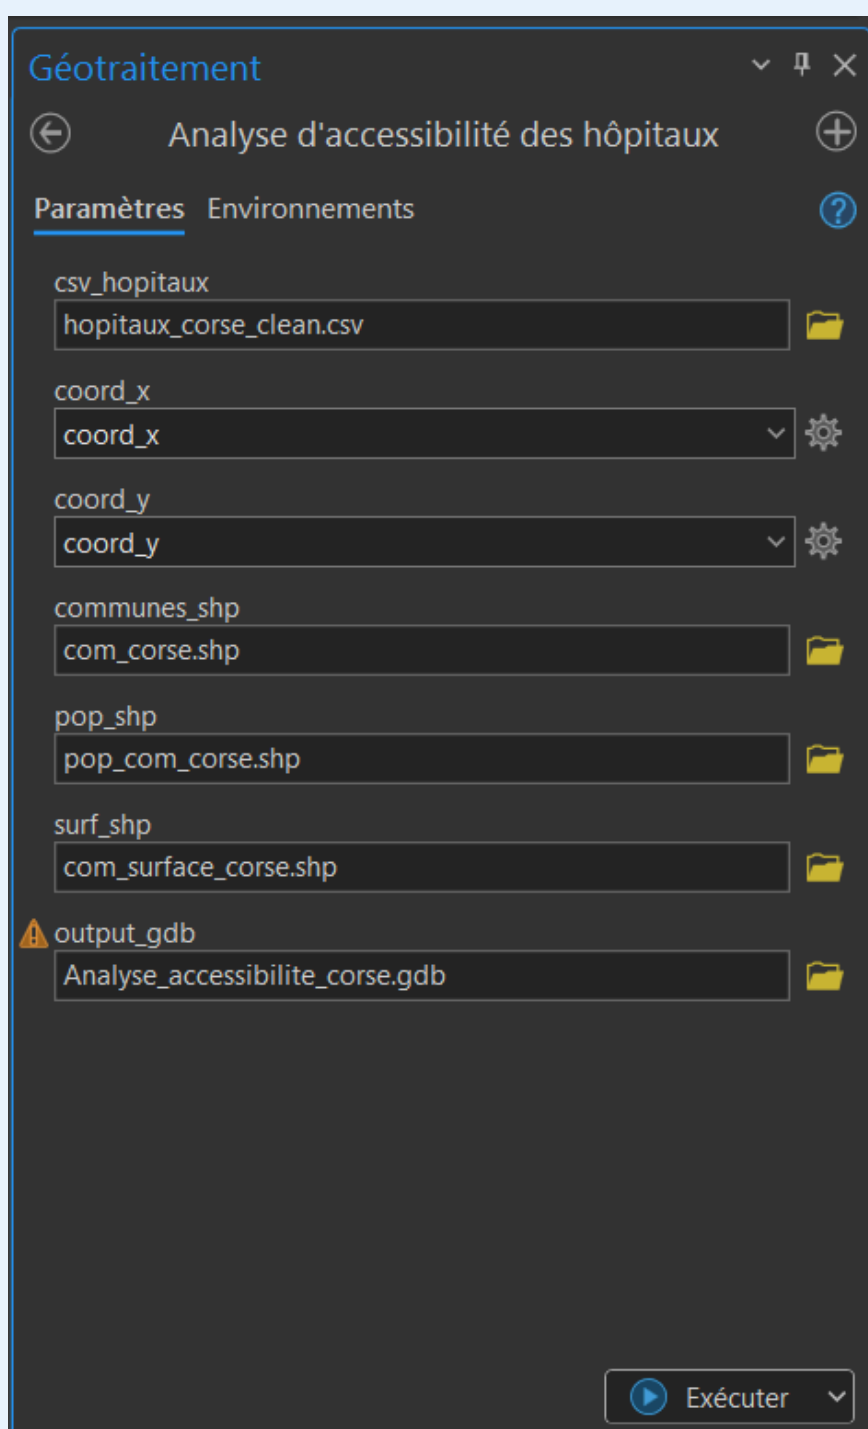 Géotraitement
Analyse d'accessibilité des hôpitaux
Paramètres Environnements
csv_hopitaux
hopitaux_corse_clean.csv
coord_x
coord_x
coord_y
coord_y
communes_shp
com_corse.shp
pop_shp
pop_com_corse.shp
surf_shp
com_surface_corse.shp
output_gdb
Analyse_accessibilite_corse.gdb
Exécuter